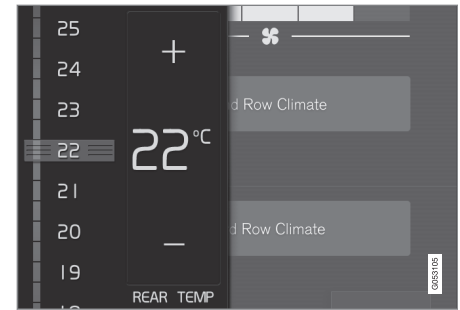 25
24
23
22
21
20
19
+
22°C
–
REAR TEMP
Row Climate
Row Climate
G053105